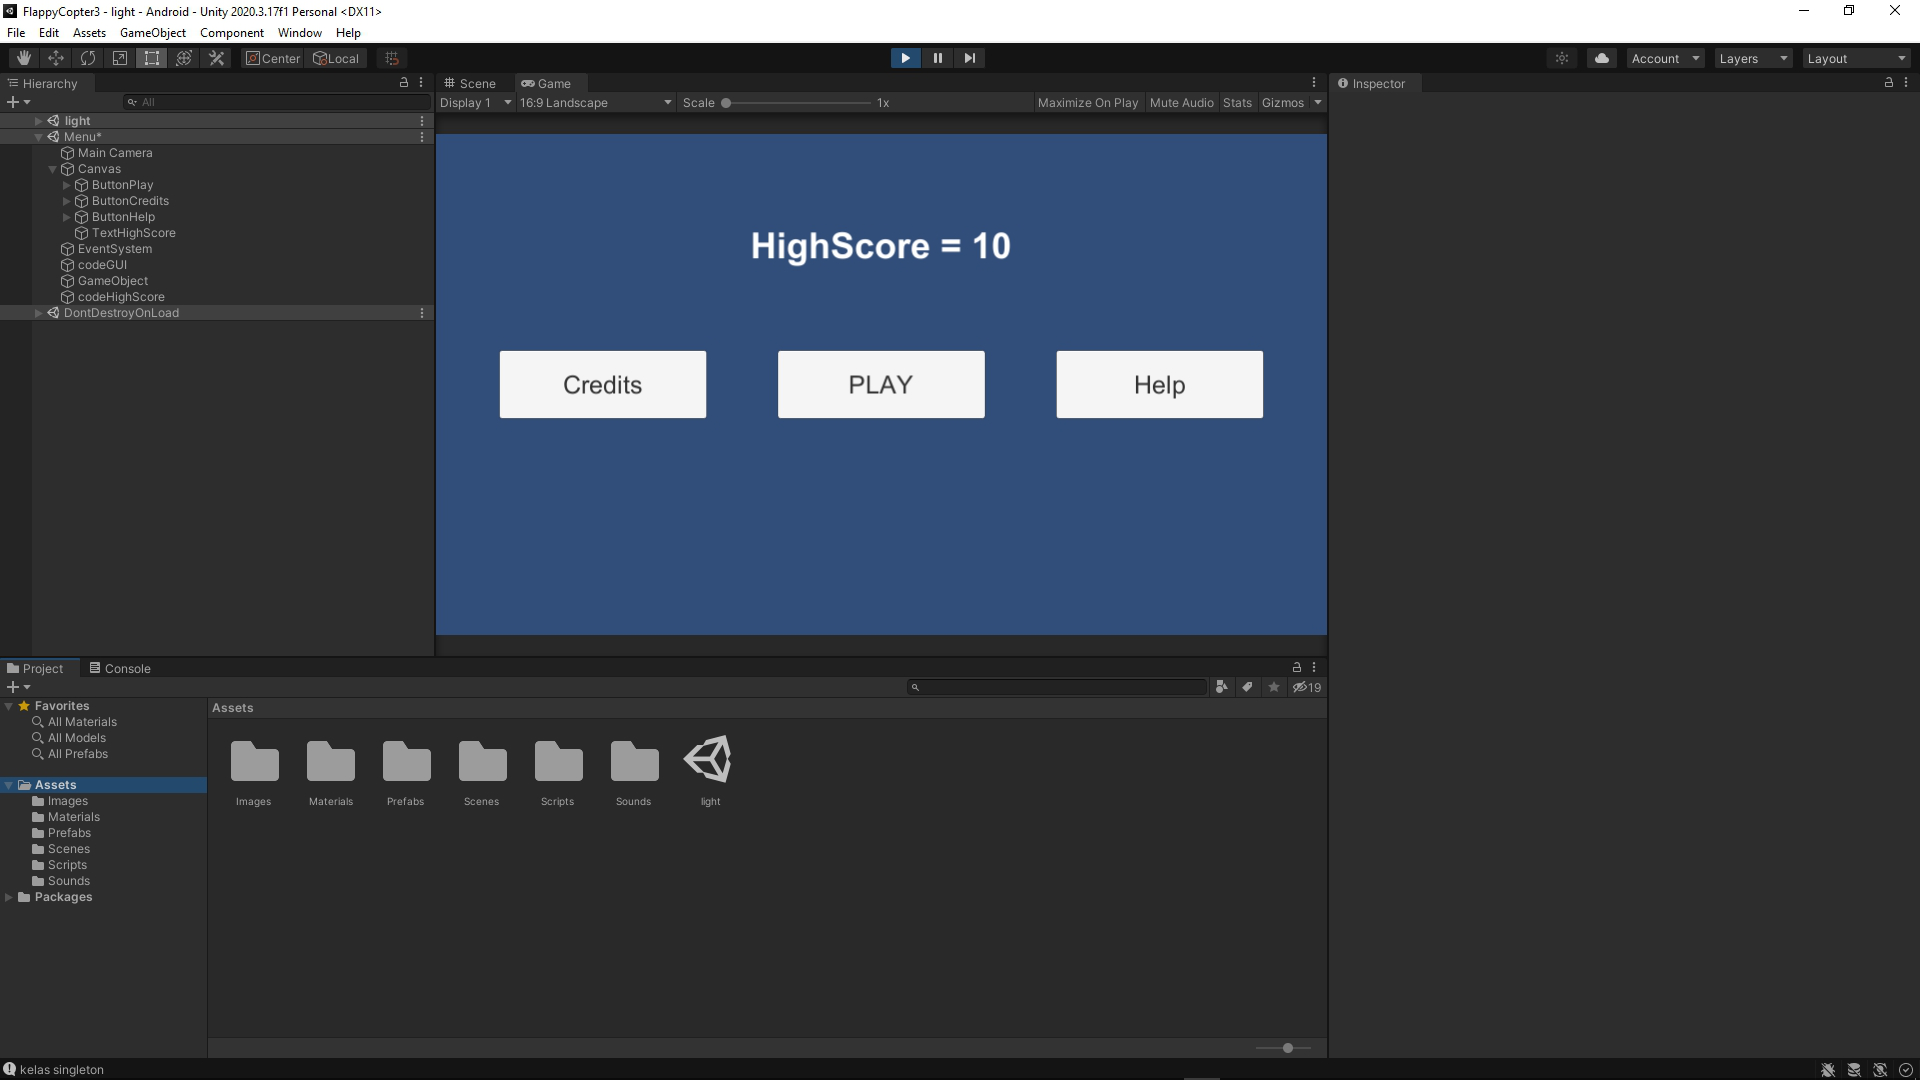 FlappyCopter3 - light - Android - Unity 2020.3.17f1 Personal <DX11>
File Edit Assets GameObject Component Window Help
Center Local Account Layers Layout
Hierarchy
All
light
Menu*
Main Camera
Canvas
ButtonPlay
ButtonCredits
ButtonHelp
TextHighScore
EventSystem
codeGUI
GameObject
codeHighScore
DontDestroyOnLoad
Scene Game
Display 1 16:9 Landscape Scale 1x Maximize On Play Mute Audio Stats Gizmos
HighScore = 10
Credits PLAY Help
Inspector
Project Console
19
Favorites
All Materials
All Models
All Prefabs
Assets
Images
Materials
Prefabs
Scenes
Scripts
Sounds
Packages
Assets
Images Materials Prefabs Scenes Scripts Sounds light
kelas singleton